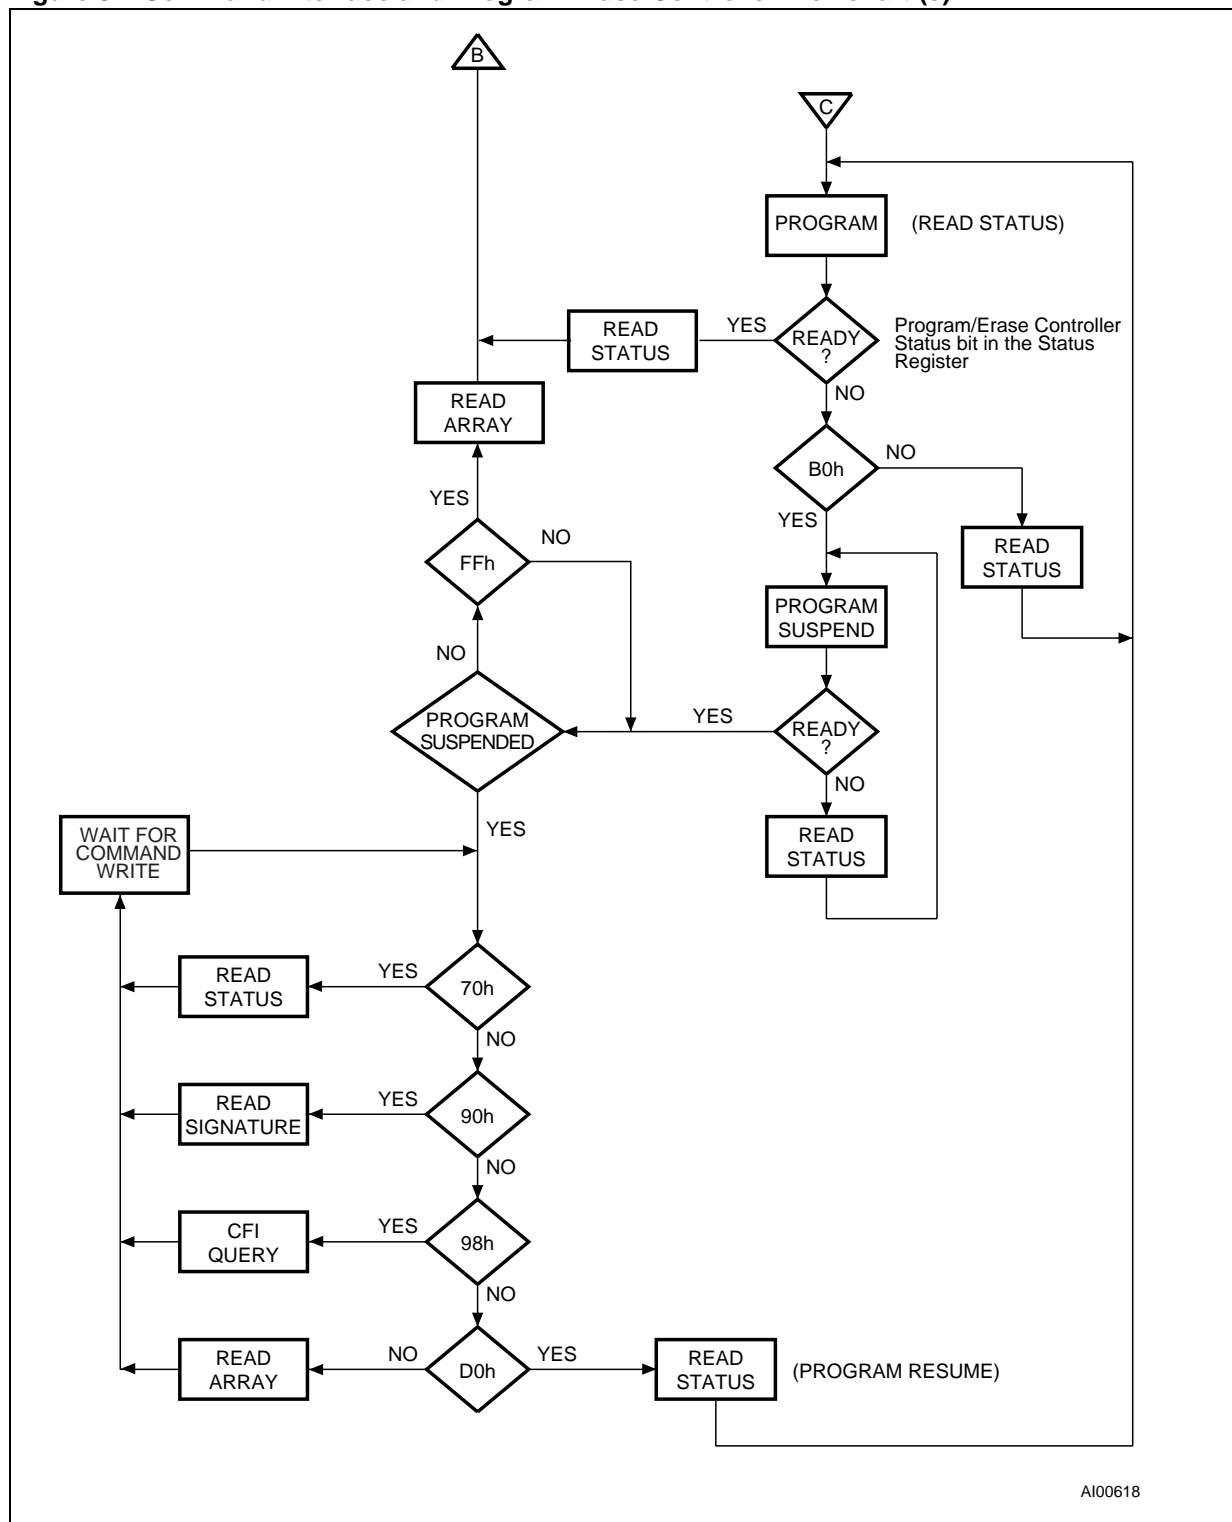 B
C
PROGRAM
(READ STATUS)
READ
STATUS
YES
READY
?
Program/Erase Controller
Status bit in the Status
Register
NO
READ
ARRAY
B0h
NO
YES
YES
FFh
NO
READ
STATUS
PROGRAM
SUSPEND
NO
PROGRAM
SUSPENDED
YES
READY
?
NO
YES
WAIT FOR
COMMAND
WRITE
READ
STATUS
READ
STATUS
YES
70h
NO
READ
SIGNATURE
YES
90h
NO
CFI
QUERY
YES
98h
NO
READ
ARRAY
NO
D0h
YES
READ
STATUS
(PROGRAM RESUME)
AI00618